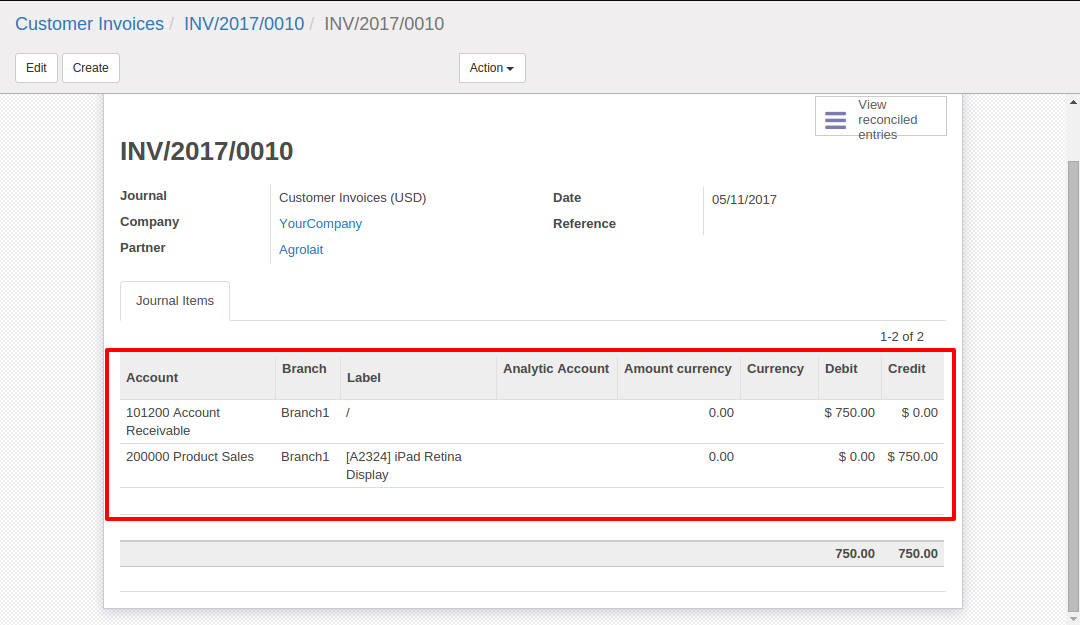 Customer Invoices / INV/2017/0010 / INV/2017/0010
Edit Create Action
View
reconciled
entries
INV/2017/0010
Journal Customer Invoices (USD) Date 05/11/2017
Company YourCompany Reference
Partner Agrolait
Journal Items
1-2 of 2
Account Branch Label Analytic Account Amount currency Currency Debit Credit
101200 Account Branch1 / 0.00 $ 750.00 $ 0.00
Receivable
200000 Product Sales Branch1 [A2324] iPad Retina 0.00 $ 0.00 $ 750.00
Display
750.00 750.00